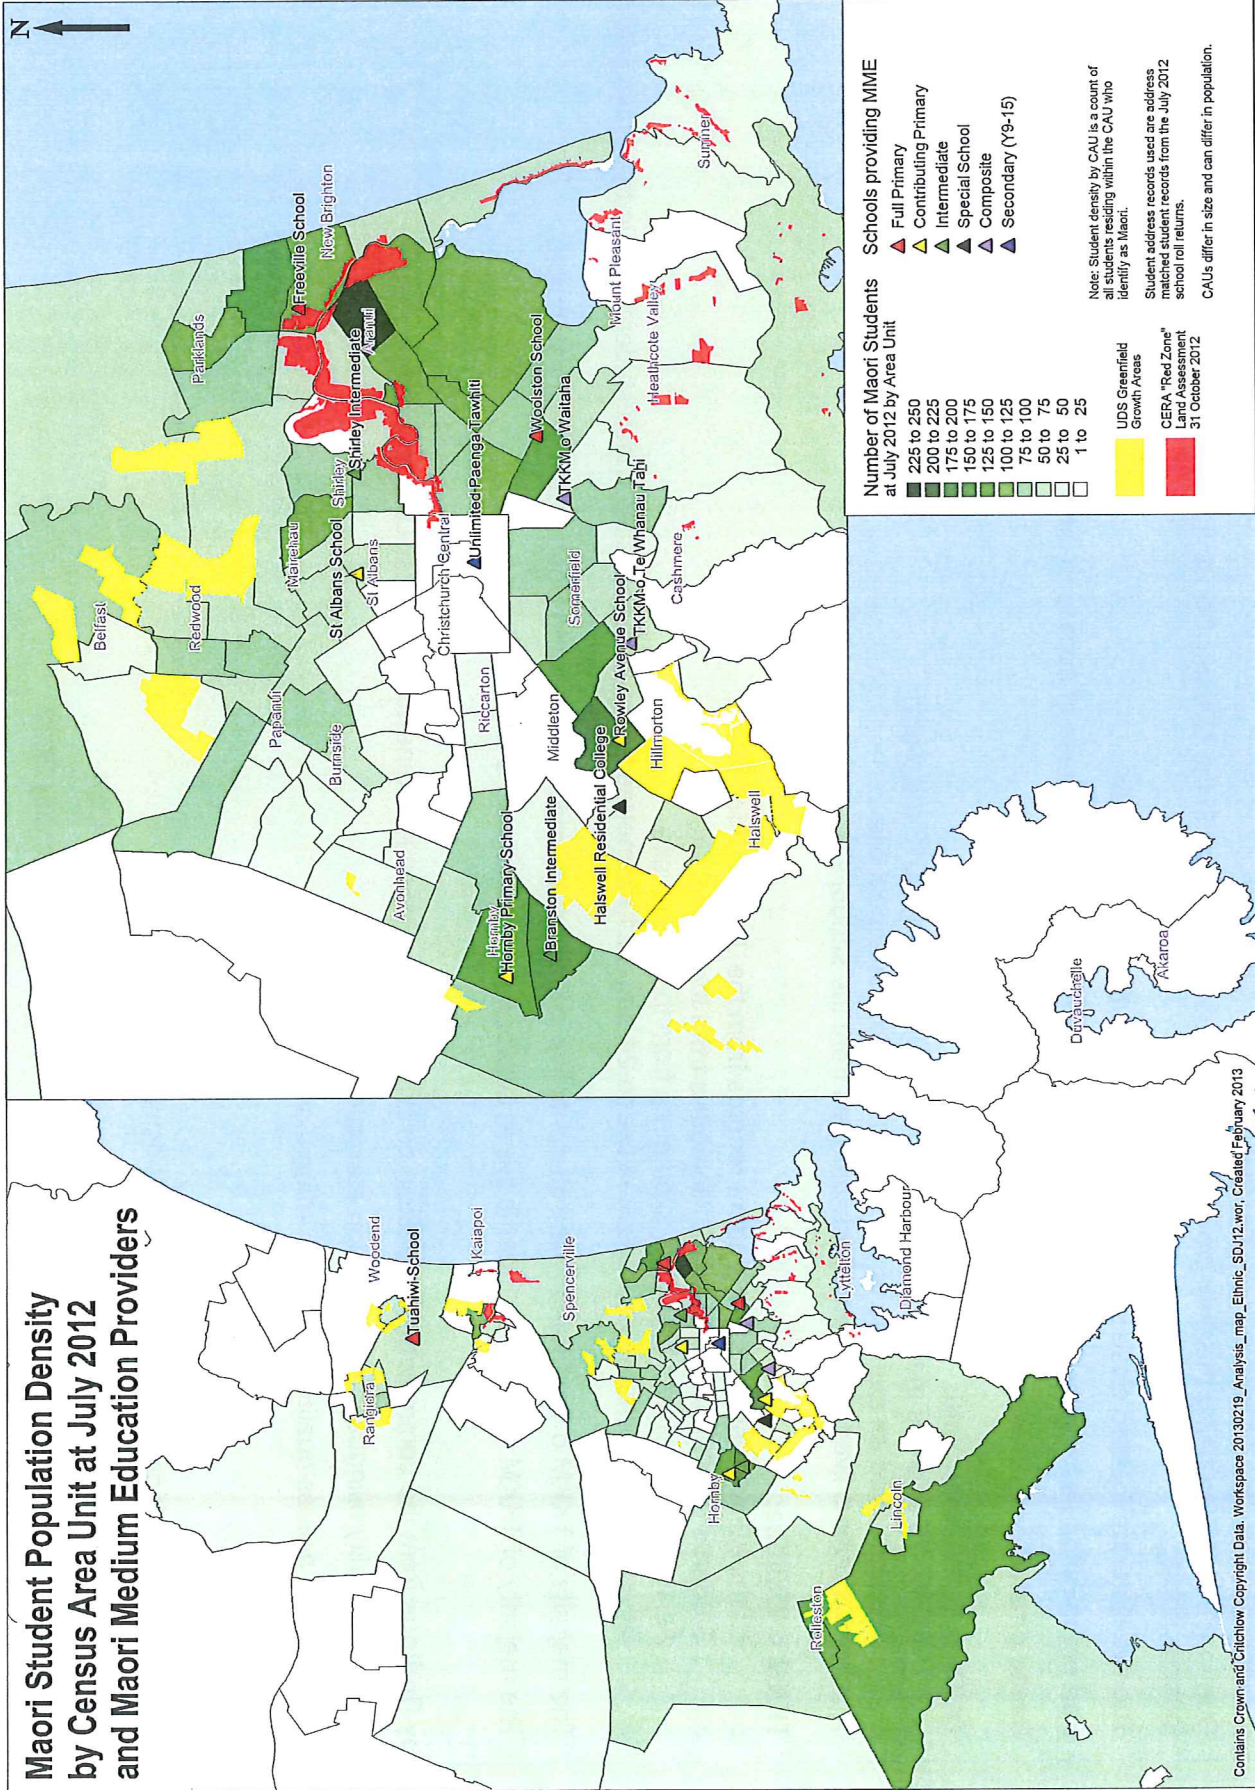 Maori Student Population Density
by Census Area Unit at July 2012
and Maori Medium Education Providers
Woodend
Tuahiwi School
Rangiora
Kaiapoi
Spencerville
Hornby
Lyttelton
Diamond Harbour
Lincoln
Rolleston
Duvauchelle
Akaroa
Contains Crown and Critchlow Copyright Data. Workspace 20130219_Analysis_map_Ethnic_SDJ12.wor, Created February 2013
N
Belfast
Redwood
Parklands
Freeville School
New Brighton
Mairehau
Shirley
Shirley Intermediate
Aranui
St Albans School
St Albans
Papanui
Burnside
Avonhead
Christchurch Central
Unlimited Paenga Tawhiti
Riccarton
Woolston School
TKKM o Waitaha
Hornby
Hornby Primary School
Branston Intermediate
Middleton
Somerfield
Halswell Residential College
Rowley Avenue School
TKKM o Te Whanau Tahi
Hillmorton
Cashmere
Heathcote Valley
Mount Pleasant
Sumner
Halswell
Number of Maori Students
at July 2012 by Area Unit
225 to 250
200 to 225
175 to 200
150 to 175
125 to 150
100 to 125
75 to 100
50 to 75
25 to 50
1 to 25
UDS Greenfield
Growth Areas
CERA "Red Zone"
Land Assessment
31 October 2012
Schools providing MME
Full Primary
Contributing Primary
Intermediate
Special School
Composite
Secondary (Y9-15)
Note: Student density by CAU is a count of
all students residing within the CAU who
identify as Maori.
Student address records used are address
matched student records from the July 2012
school roll returns.
CAUs differ in size and can differ in population.